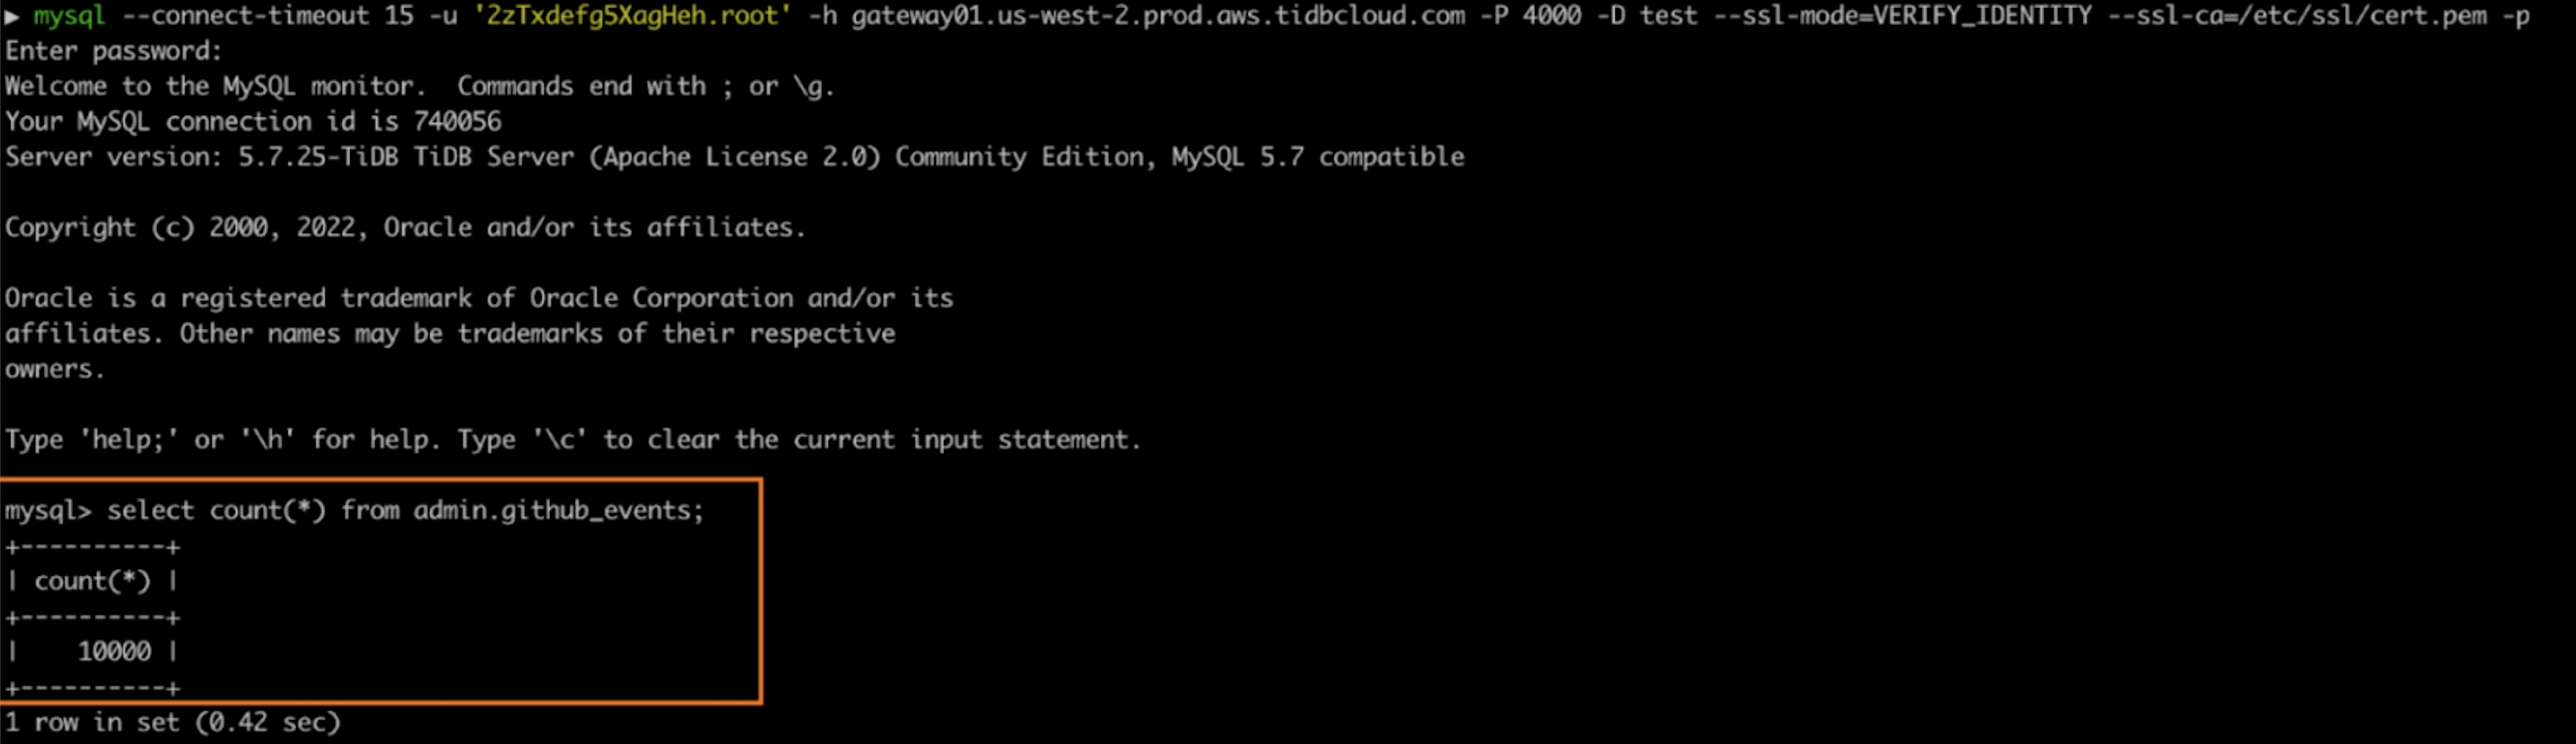 ▶ mysql --connect-timeout 15 -u '2zTxdefg5XagHeh.root' -h gateway01.us-west-2.prod.aws.tidbcloud.com -P 4000 -D test --ssl-mode=VERIFY_IDENTITY --ssl-ca=/etc/ssl/cert.pem -p
Enter password:
Welcome to the MySQL monitor.  Commands end with ; or \g.
Your MySQL connection id is 740056
Server version: 5.7.25-TiDB TiDB Server (Apache License 2.0) Community Edition, MySQL 5.7 compatible
Copyright (c) 2000, 2022, Oracle and/or its affiliates.
Oracle is a registered trademark of Oracle Corporation and/or its
affiliates. Other names may be trademarks of their respective
owners.
Type 'help;' or '\h' for help. Type '\c' to clear the current input statement.
mysql> select count(*) from admin.github_events;
+----------+
| count(*) |
+----------+
|    10000 |
+----------+
1 row in set (0.42 sec)